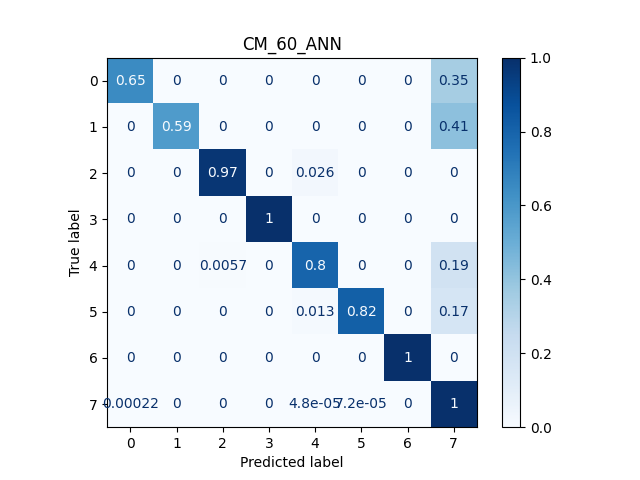 CM_60_ANN
0 0.65 0 0 0 0 0 0 0.35
1 0 0.59 0 0 0 0 0 0.41
2 0 0 0.97 0 0.026 0 0 0
3 0 0 0 1 0 0 0 0
4 0 0 0.0057 0 0.8 0 0 0.19
5 0 0 0 0 0.013 0.82 0 0.17
6 0 0 0 0 0 0 1 0
7 0.00022 0 0 0 4.8e-05 7.2e-05 0 1
0 1 2 3 4 5 6 7
Predicted label
True label
1.0
0.8
0.6
0.4
0.2
0.0